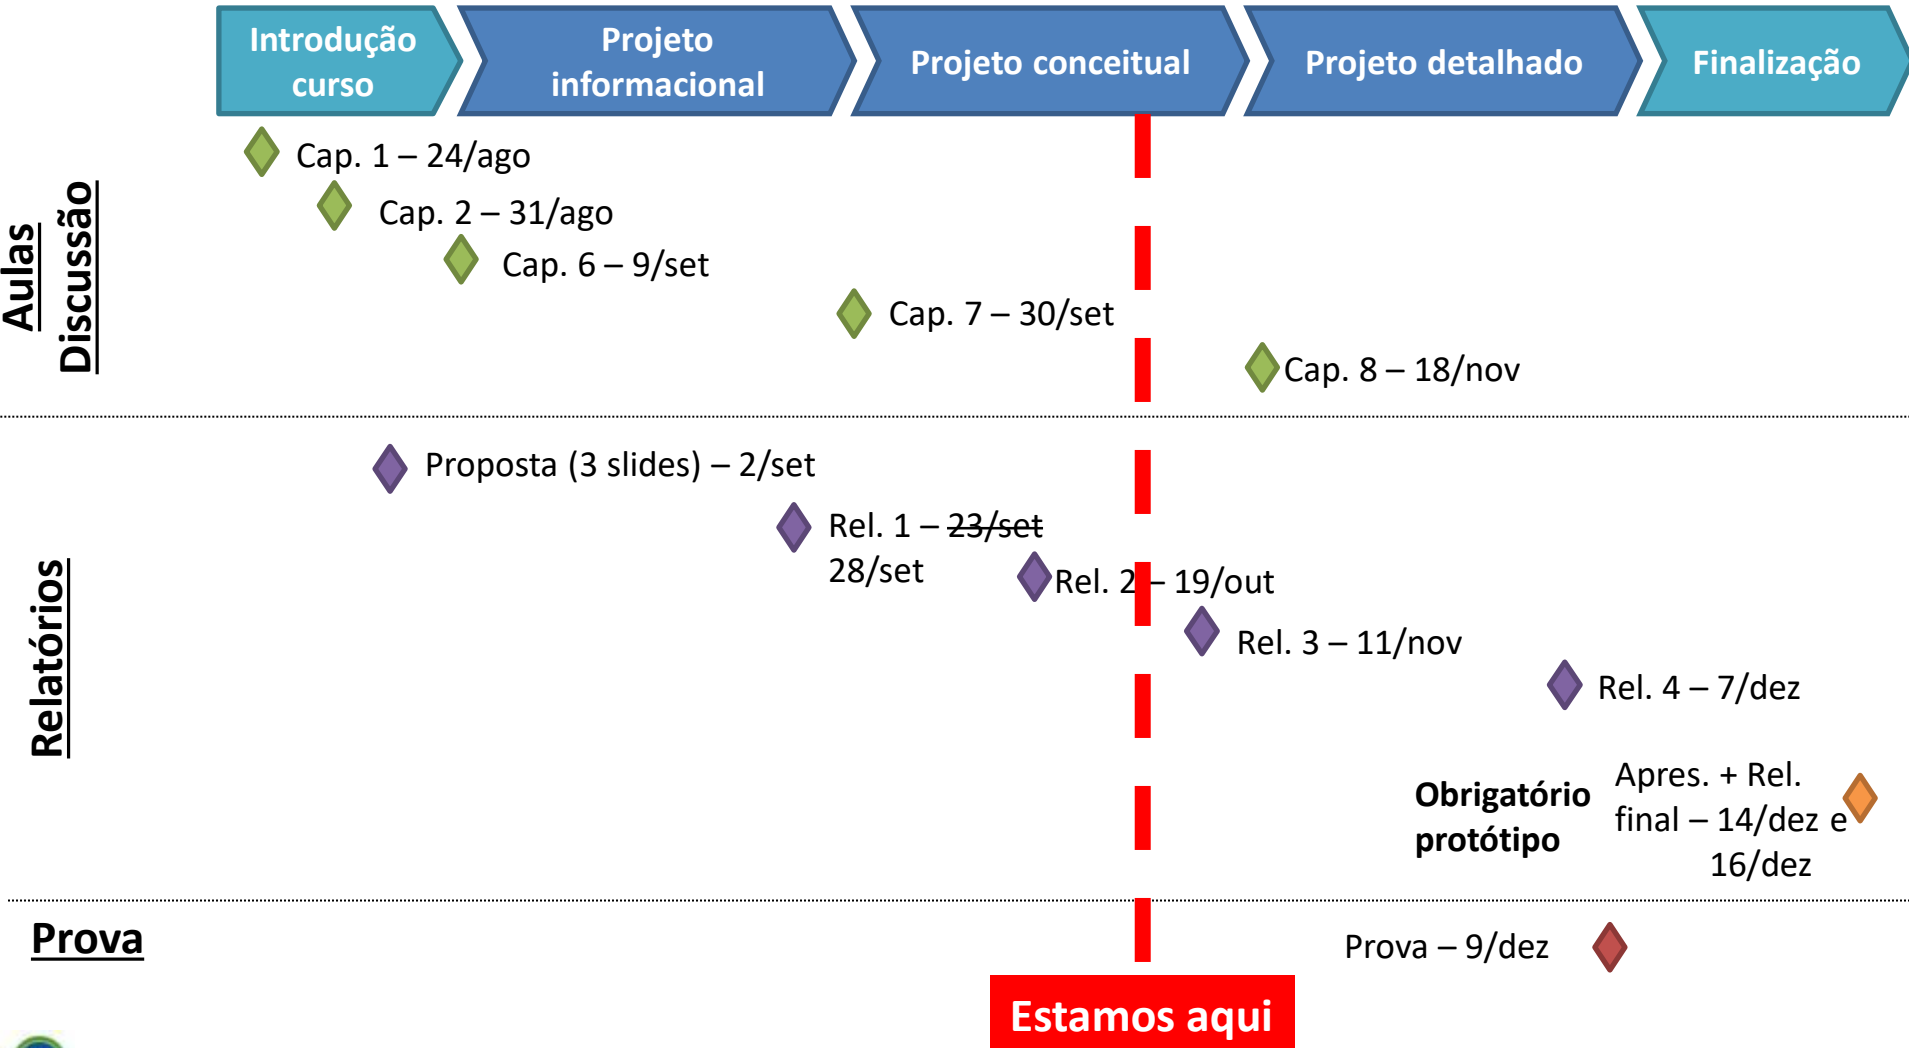 Introdução
curso
Projeto
informacional
Projeto conceitual
Projeto detalhado
Finalização
Aulas
Discussão
Cap. 1 – 24/ago
Cap. 2 – 31/ago
Cap. 6 – 9/set
Cap. 7 – 30/set
Cap. 8 – 18/nov
Relatórios
Proposta (3 slides) – 2/set
Rel. 1 – 23/set
28/set
Rel. 2 – 19/out
Rel. 3 – 11/nov
Rel. 4 – 7/dez
Obrigatório
protótipo
Apres. + Rel.
final – 14/dez e
16/dez
Prova
Prova – 9/dez
Estamos aqui